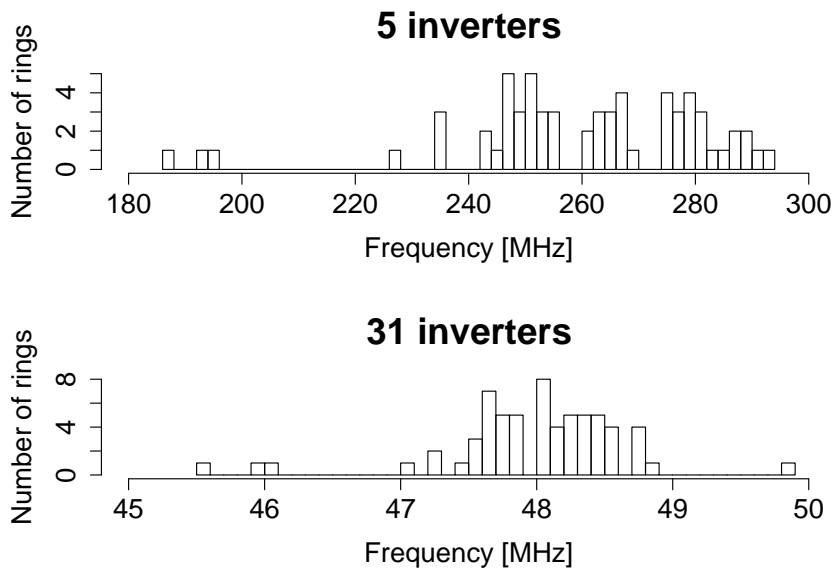 5 inverters
Number of rings
0 2 4
180 200 220 240 260 280 300
Frequency [MHz]
31 inverters
Number of rings
0 4 8
45 46 47 48 49 50
Frequency [MHz]